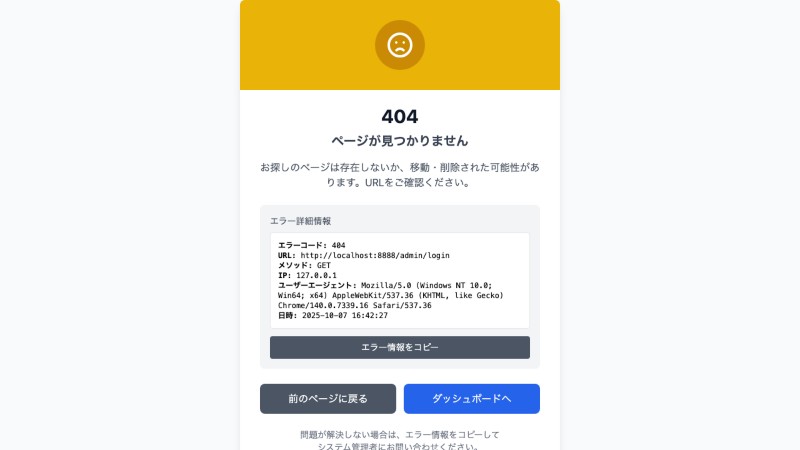 404
ページが見つかりません
お探しのページは存在しないか、移動・削除された可能性があ
ります。URLをご確認ください。
エラー詳細情報
エラーコード: 404
URL: http://localhost:8888/admin/login
メソッド: GET
IP: 127.0.0.1
ユーザーエージェント: Mozilla/5.0 (Windows NT 10.0;
Win64; x64) AppleWebKit/537.36 (KHTML, like Gecko)
Chrome/140.0.7339.16 Safari/537.36
日時: 2025-10-07 16:42:27
エラー情報をコピー
前のページに戻る
ダッシュボードへ
問題が解決しない場合は、エラー情報をコピーして
システム管理者にお問い合わせください。